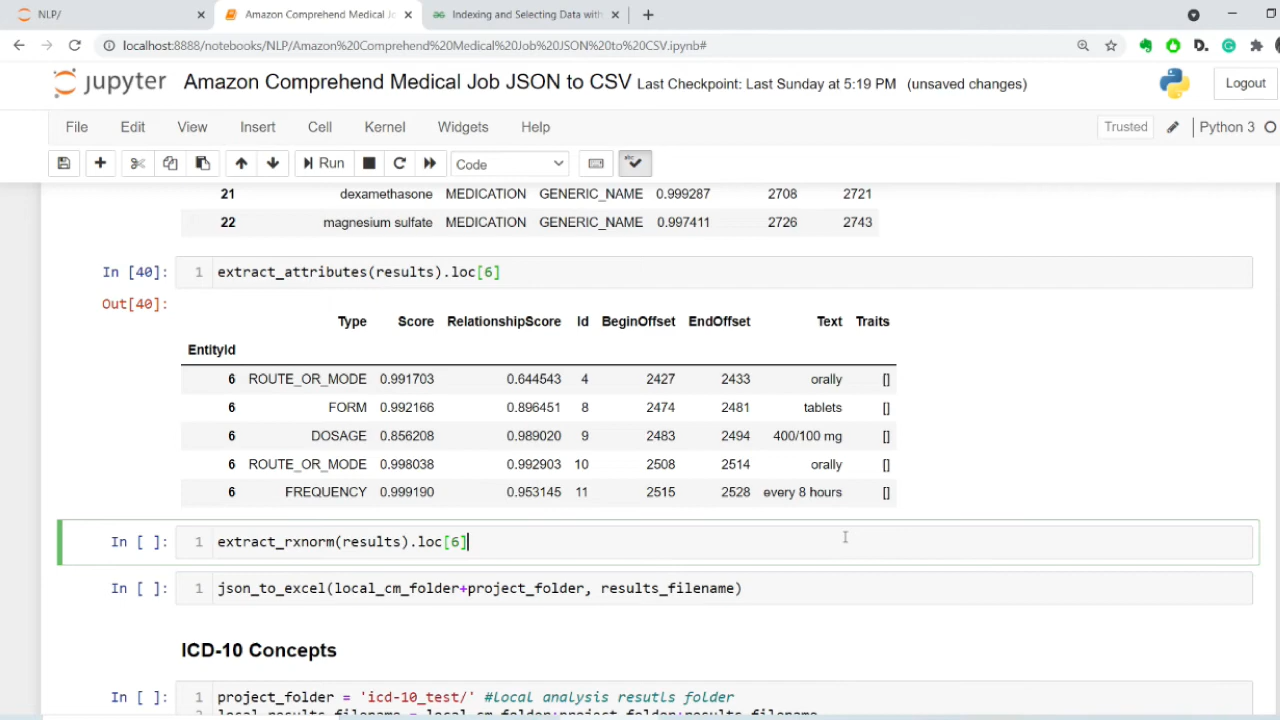 NLP/
Amazon Comprehend Medical Jo
Indexing and Selecting Data with
localhost:8888/notebooks/NLP/Amazon%20Comprehend%20Medical%20Job%20JSON%20to%20CSV.ipynb#
jupyter Amazon Comprehend Medical Job JSON to CSV Last Checkpoint: Last Sunday at 5:19 PM (unsaved changes)
Logout
File Edit View Insert Cell Kernel Widgets Help
Trusted
Python 3
Run
Code
21 dexamethasone MEDICATION GENERIC_NAME 0.999287 2708 2721
22 magnesium sulfate MEDICATION GENERIC_NAME 0.997411 2726 2743
In [40]: 1 extract_attributes(results).loc[6]
Out[40]:
Type Score RelationshipScore Id BeginOffset EndOffset Text Traits
EntityId
6 ROUTE_OR_MODE 0.991703 0.644543 4 2427 2433 orally []
6 FORM 0.992166 0.896451 8 2474 2481 tablets []
6 DOSAGE 0.856208 0.989020 9 2483 2494 400/100 mg []
6 ROUTE_OR_MODE 0.998038 0.992903 10 2508 2514 orally []
6 FREQUENCY 0.999190 0.953145 11 2515 2528 every 8 hours []
In [ ]: 1 extract_rxnorm(results).loc[6]
In [ ]: 1 json_to_excel(local_cm_folder+project_folder, results_filename)
ICD-10 Concepts
In [ ]: 1 project_folder = 'icd-10_test/' #local analysis resutls folder
2 local_results_filename = local_cm_folder+project_folder+results_filename